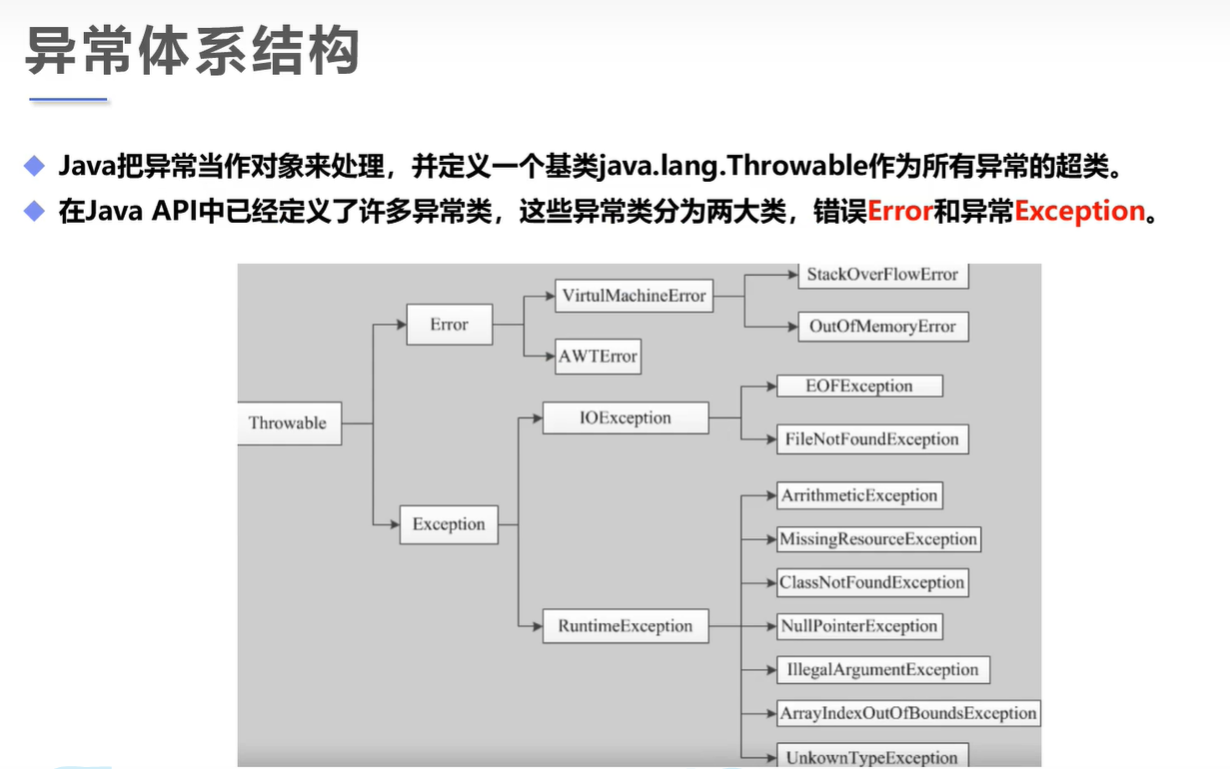 异常体系结构
Java把异常当作对象来处理，并定义一个基类java.lang.Throwable作为所有异常的超类。
在Java API中已经定义了许多异常类，这些异常类分为两大类，错误Error和异常Exception。
StackOverFlowError
VirtulMachineError
Error
OutOfMemoryError
AWTError
EOFException
IOException
Throwable
FileNotFoundException
ArrithmeticException
Exception
MissingResourceException
ClassNotFoundException
RuntimeException
NullPointerException
IllegalArgumentException
ArrayIndexOutOfBoundsException
UnkownTypeException